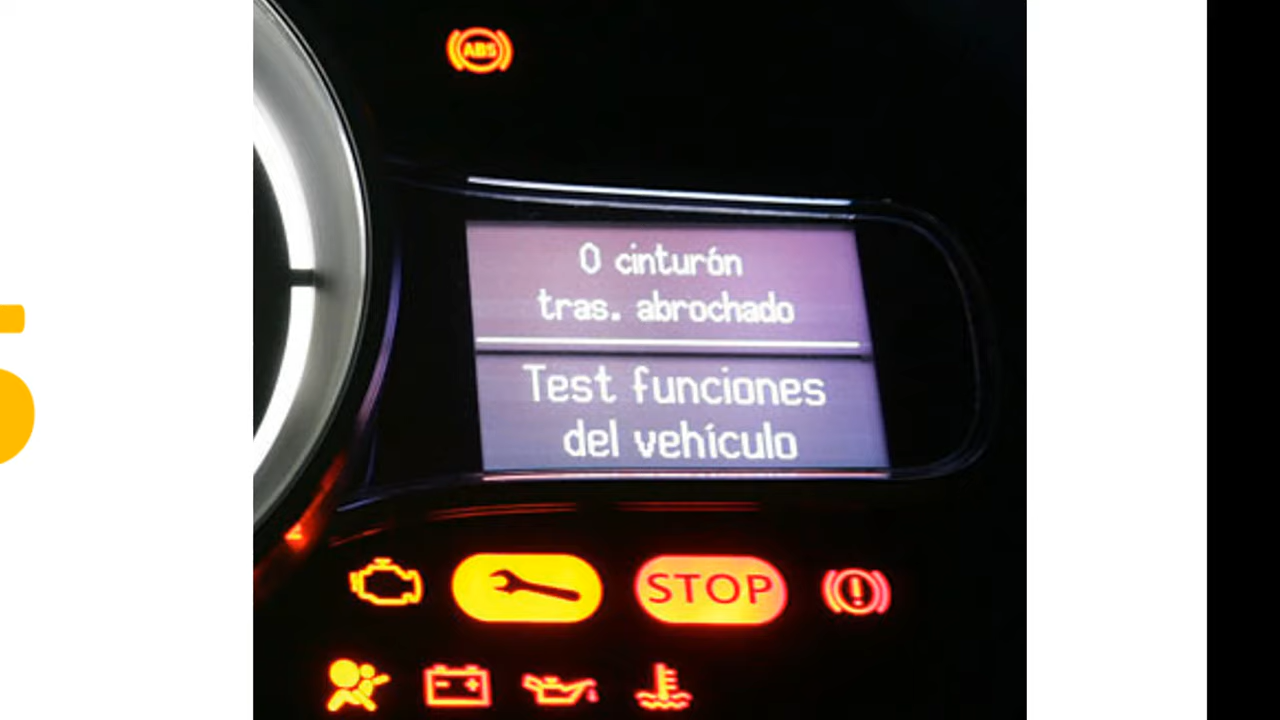 ABS
0 cinturón
tras. abrochado
Test funciones
del vehículo
STOP